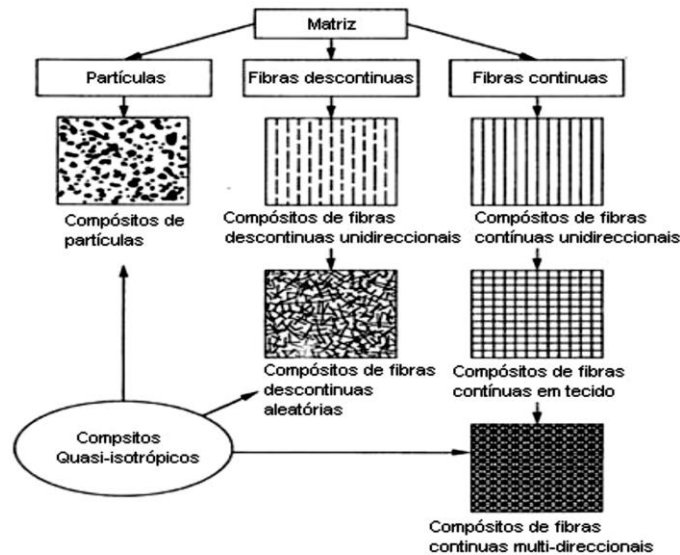 Matriz
Partículas
Fibras descontinuas
Fibras continuas
Compósitos de
partículas
Compósitos de fibras
descontinuas unidireccionais
Compósitos de fibras
contínuas unidireccionais
Compósitos de fibras
descontinuas
aleatórias
Compósitos de fibras
contínuas em tecido
Compsitos
Quasi-isotrópicos
Compósitos de fibras
continuas multi-direccionais